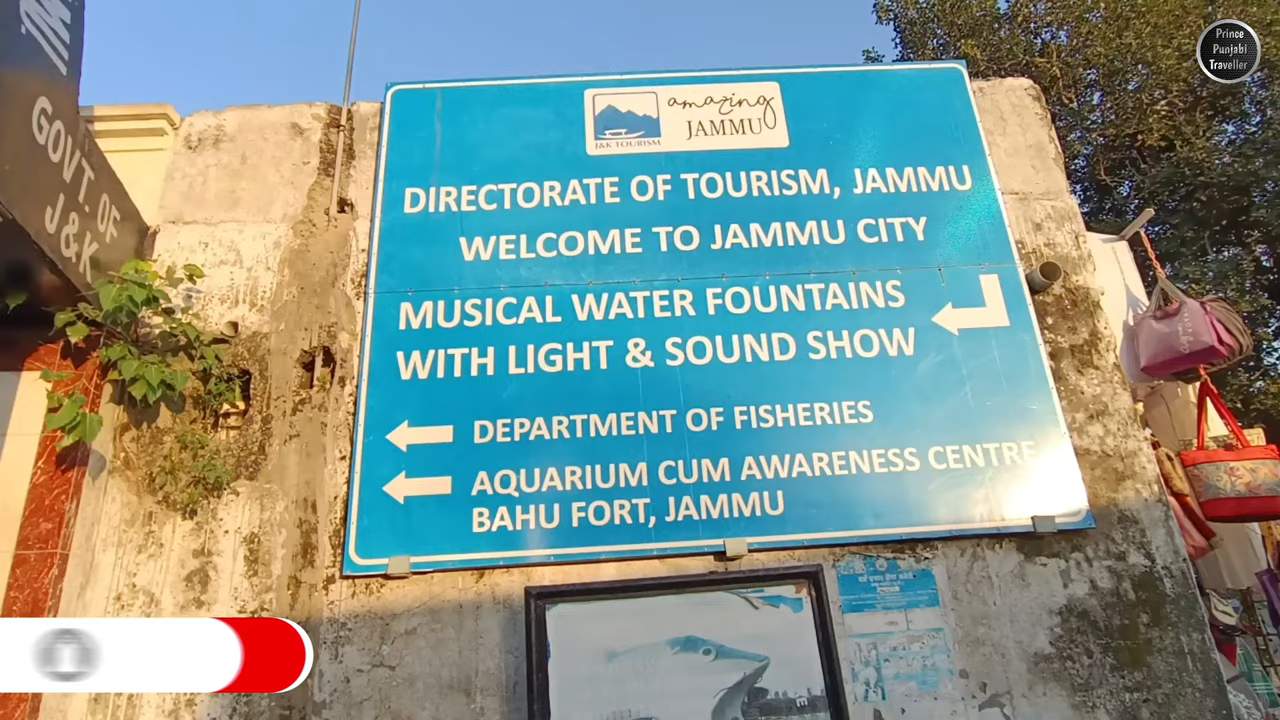 Prince
Punjabi
Traveller
GOVT. OF
J&K
amazing
JAMMU
J&K TOURISM
DIRECTORATE OF TOURISM, JAMMU
WELCOME TO JAMMU CITY
MUSICAL WATER FOUNTAINS
WITH LIGHT & SOUND SHOW
DEPARTMENT OF FISHERIES
AQUARIUM CUM AWARENESS CENTRE
BAHU FORT, JAMMU